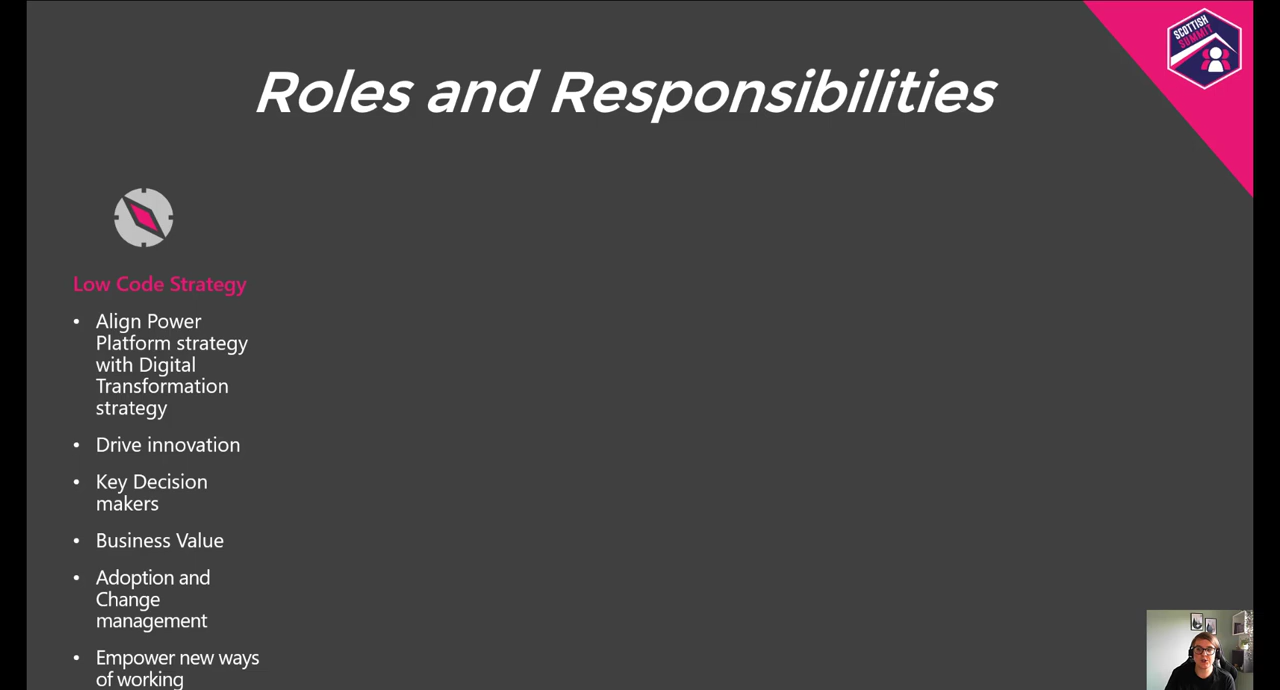 SCOTTISH
SUMMIT
Roles and Responsibilities
Low Code Strategy
• Align Power
Platform strategy
with Digital
Transformation
strategy
• Drive innovation
• Key Decision
makers
• Business Value
• Adoption and
Change
management
• Empower new ways
of working